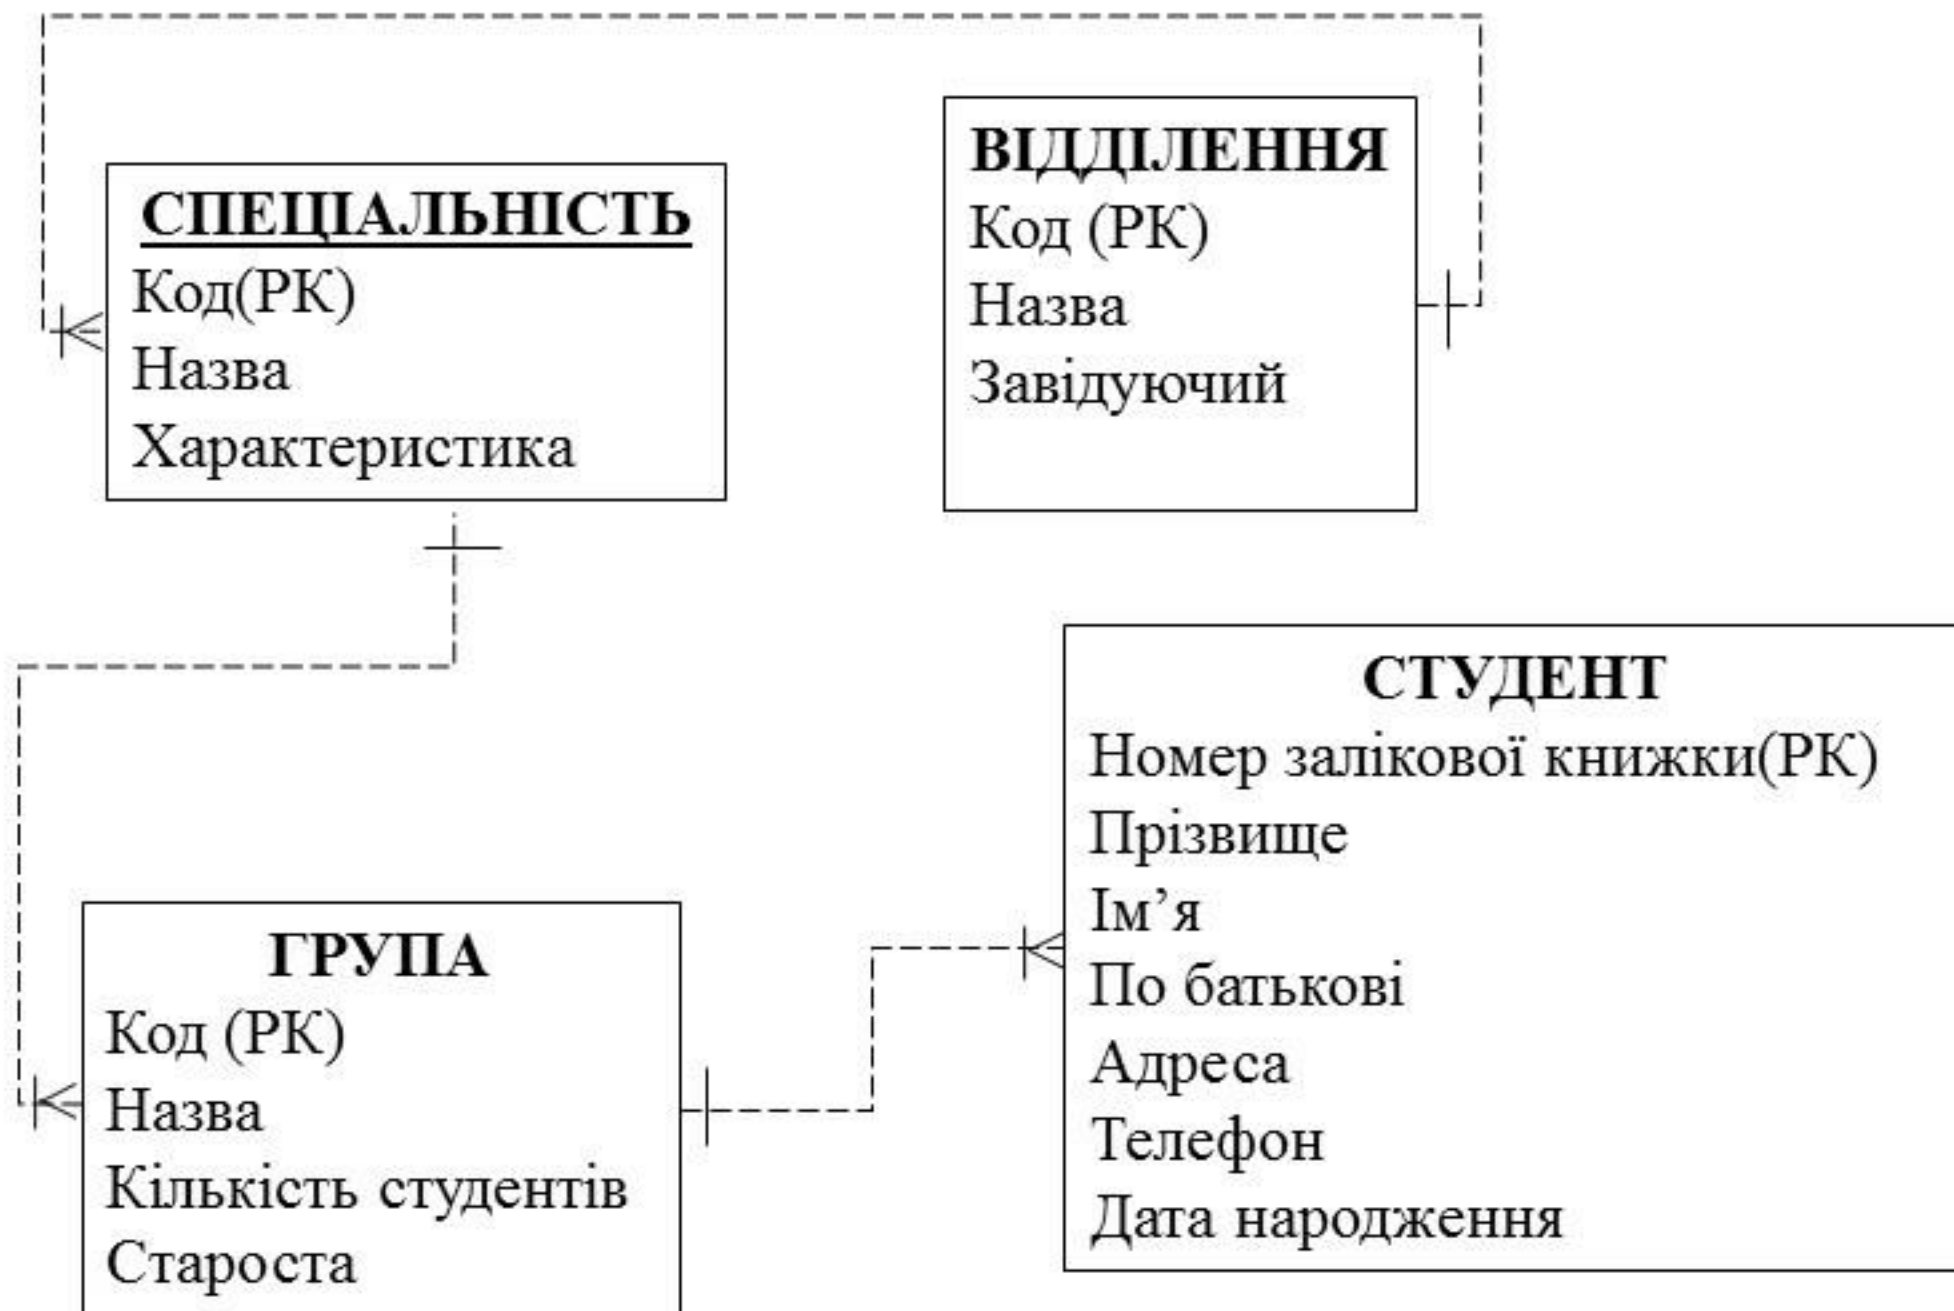 СПЕЦІАЛЬНІСТЬ
Код(РК)
Назва
Характеристика
ВІДДІЛЕННЯ
Код (РК)
Назва
Завідуючий
ГРУПА
Код (РК)
Назва
Кількість студентів
Староста
СТУДЕНТ
Номер залікової книжки(РК)
Прізвище
Ім’я
По батькові
Адреса
Телефон
Дата народження